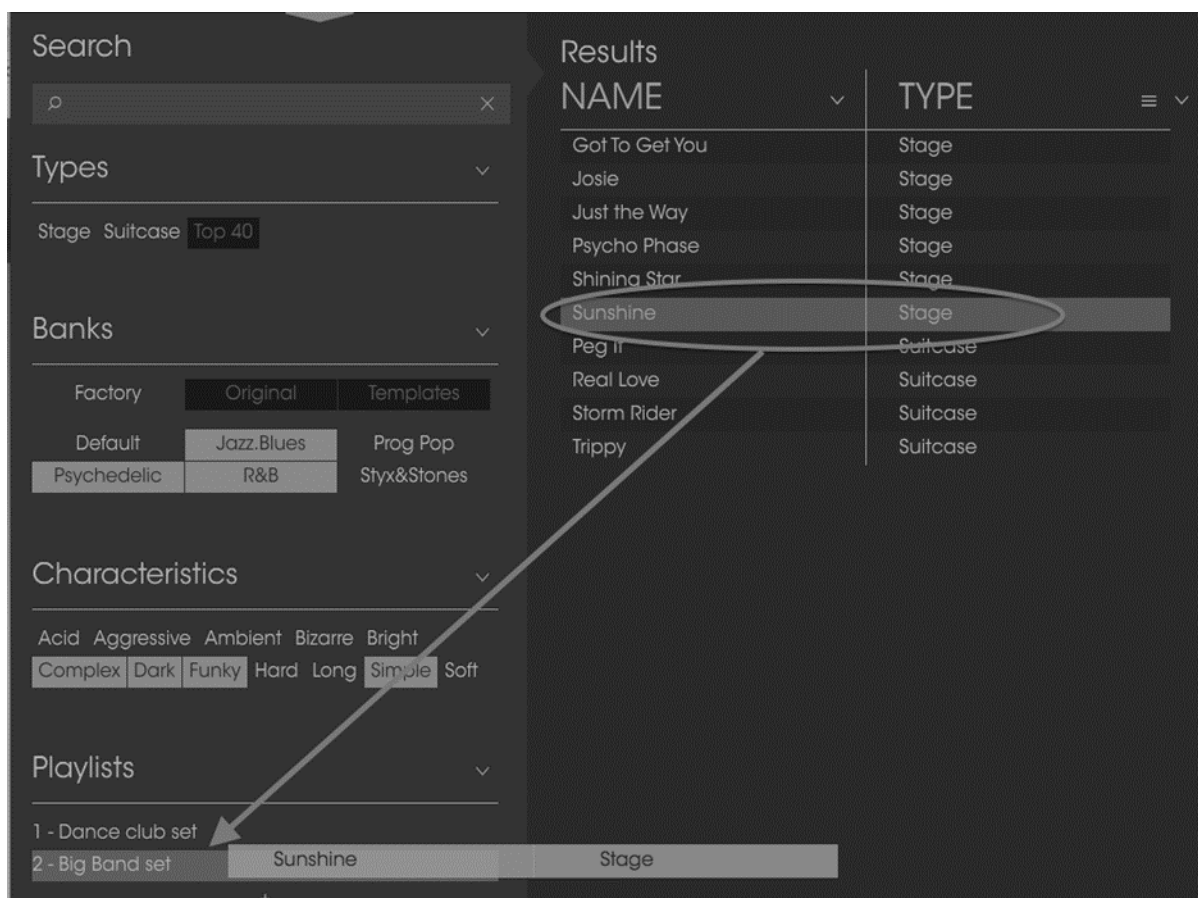 Search
Types
Stage Suitcase Top 40
Banks
Factory Original Templates
Default Jazz.Blues Prog Pop
Psychedelic R&B Styx&Stones
Characteristics
Acid Aggressive Ambient Bizarre Bright
Complex Dark Funky Hard Long Simple Soft
Playlists
1 - Dance club set
2 - Big Band set
Sunshine Stage
Results
NAME TYPE
Got To Get You Stage
Josie Stage
Just the Way Stage
Psycho Phase Stage
Shining Star Stage
Sunshine Stage
Peg It Suitcase
Real Love Suitcase
Storm Rider Suitcase
Trippy Suitcase